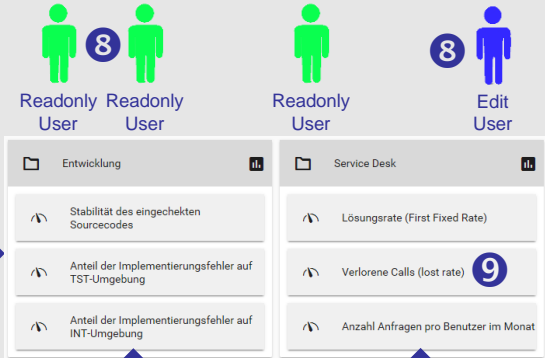 8
8
Readonly Readonly
User User
Readonly
User
Edit
User
Entwicklung
Stabilität des eingechekten
Sourcecodes
Anteil der Implementierungsfehler auf
TST-Umgebung
Anteil der Implementierungsfehler auf
INT-Umgebung
Service Desk
Lösungsrate (First Fixed Rate)
Verlorene Calls (lost rate)
9
Anzahl Anfragen pro Benutzer im Monat